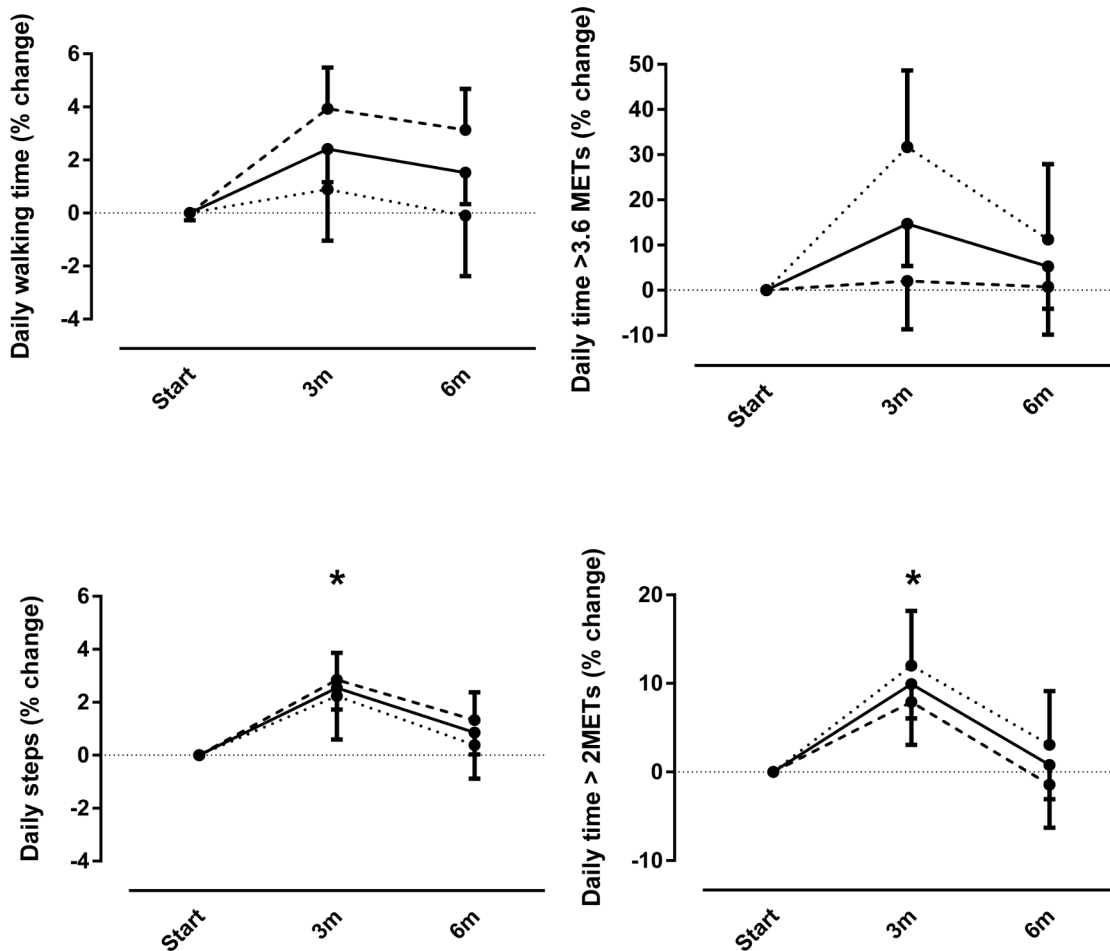 Daily walking time (% change)
6
4
2
0
-2
-4
Start
3m
6m
Daily time >3.6 METs (% change)
50
40
30
20
10
0
-10
Start
3m
6m
Daily steps (% change)
6
4
2
0
-2
-4
*
Start
3m
6m
Daily time > 2METs (% change)
20
10
0
-10
*
Start
3m
6m